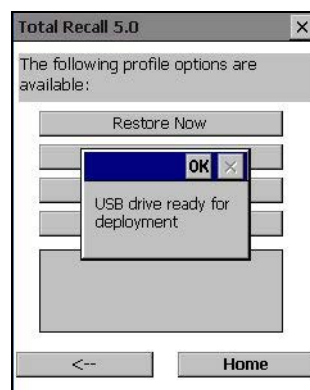 Total Recall 5.0
The following profile options are
available:
Restore Now
OK
USB drive ready for
deployment
<--
Home